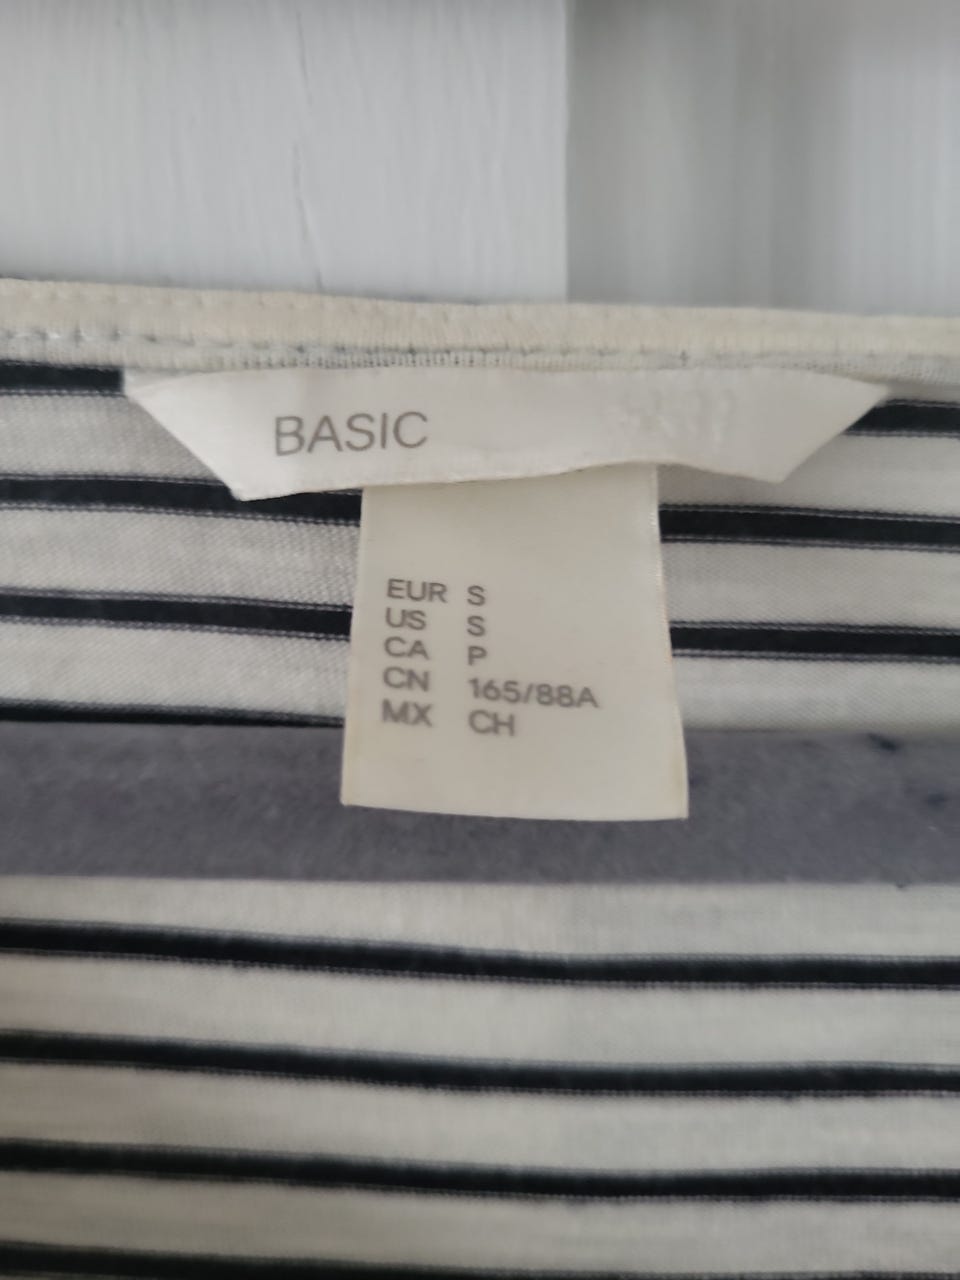 BASIC
EUR S
US S
CA P
CN 165/88A
MX CH